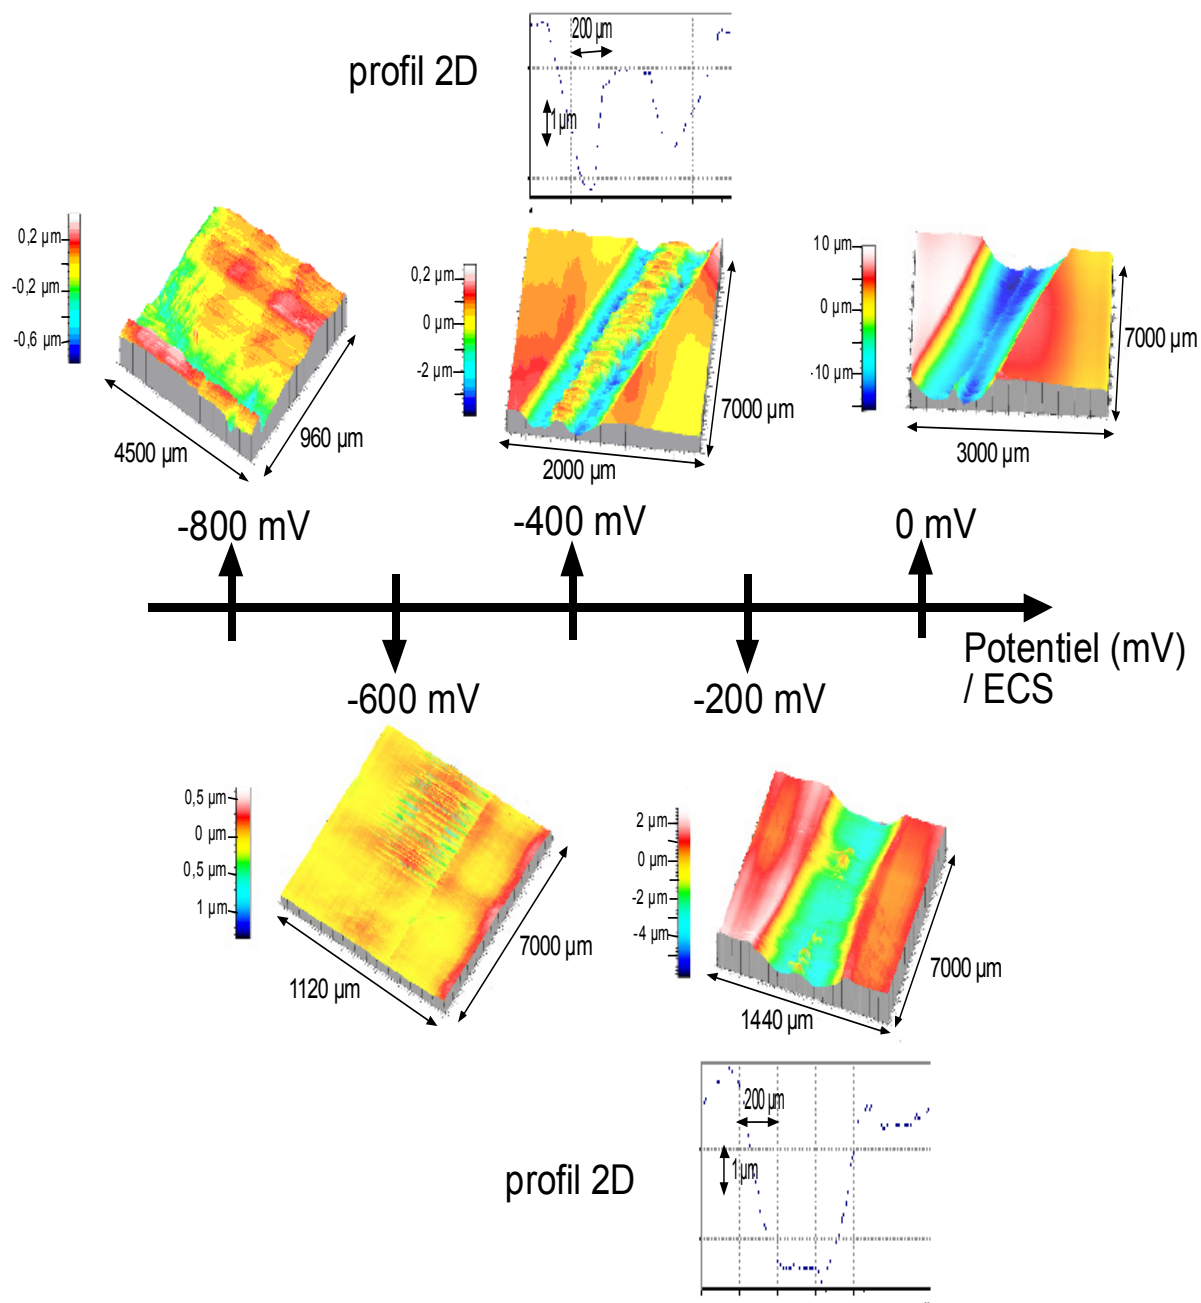 200 µm
profil 2D
1 µm
0,2 µm
-0,2 µm
-0,6 µm
4500 µm
960 µm
0,2 µm
0 µm
-2 µm
2000 µm
7000 µm
10 µm
0 µm
-10 µm
7000 µm
3000 µm
-800 mV
-400 mV
0 mV
Potentiel (mV)
/ ECS
-600 mV
-200 mV
0,5 µm
0 µm
0,5 µm
1 µm
1120 µm
7000 µm
2 µm
0 µm
-2 µm
-4 µm
1440 µm
7000 µm
200 µm
1 µm
profil 2D